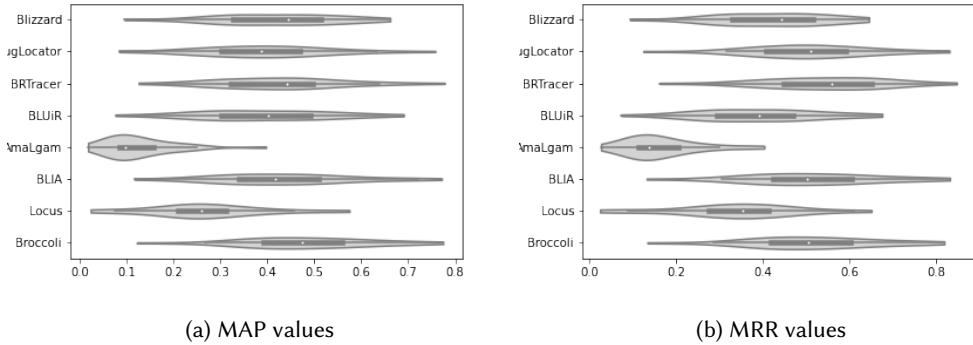 Blizzard
ugLocator
BRTracer
BLUiR
AmaLgam
BLIA
Locus
Broccoli
0.0 0.1 0.2 0.3 0.4 0.5 0.6 0.7 0.8
(a) MAP values
Blizzard
ugLocator
BRTracer
BLUiR
AmaLgam
BLIA
Locus
Broccoli
0.0 0.2 0.4 0.6 0.8
(b) MRR values